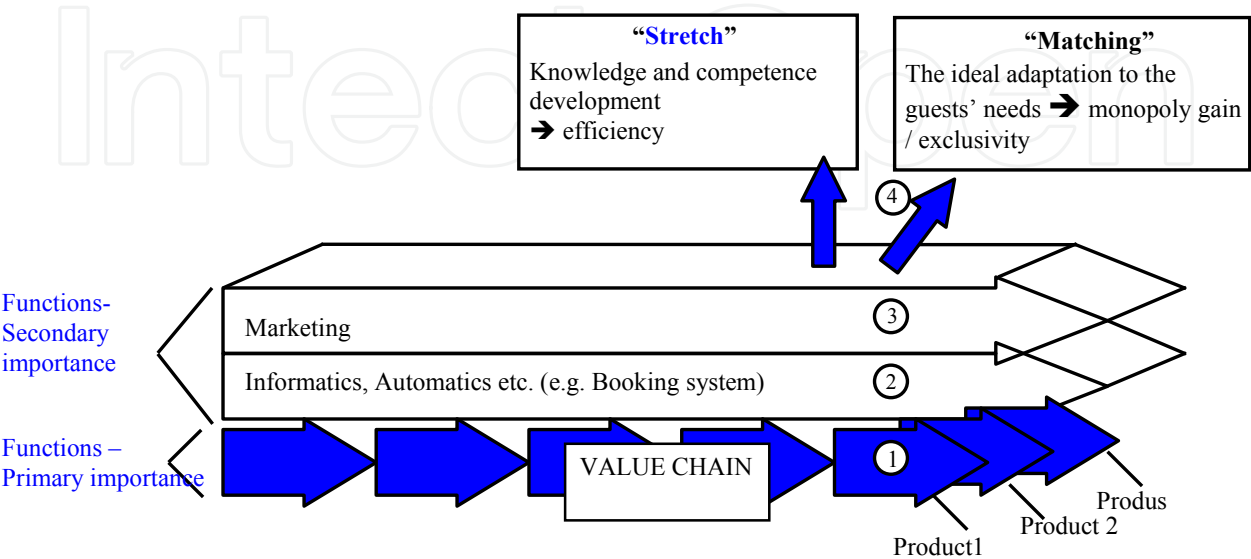 IntechOpen
“Stretch”
Knowledge and competence
development
➔ efficiency
“Matching”
The ideal adaptation to the
guests’ needs ➔ monopoly gain
/ exclusivity
4
Functions-
Secondary
importance
Marketing
3
Informatics, Automatics etc. (e.g. Booking system)
2
Functions –
Primary importance
VALUE CHAIN
1
Produs
Product 2
Product1